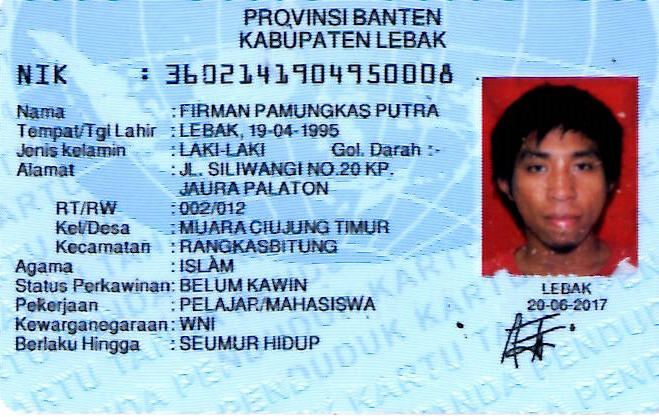 PROVINSI BANTEN
KABUPATEN LEBAK
NIK : 3602141904950008
Nama : FIRMAN PAMUNGKAS PUTRA
Tempat/Tgl Lahir : LEBAK, 19-04-1995
Jenis kelamin : LAKI-LAKI Gol. Darah :-
Alamat : JL. SILIWANGI NO.20 KP.
JAURA PALATON
RT/RW : 002/012
Kel/Desa : MUARA CIUJUNG TIMUR
Kecamatan : RANGKASBITUNG
Agama : ISLAM
Status Perkawinan: BELUM KAWIN
Pekerjaan : PELAJAR/MAHASISWA
Kewarganegaraan: WNI
Berlaku Hingga : SEUMUR HIDUP
LEBAK
20-06-2017